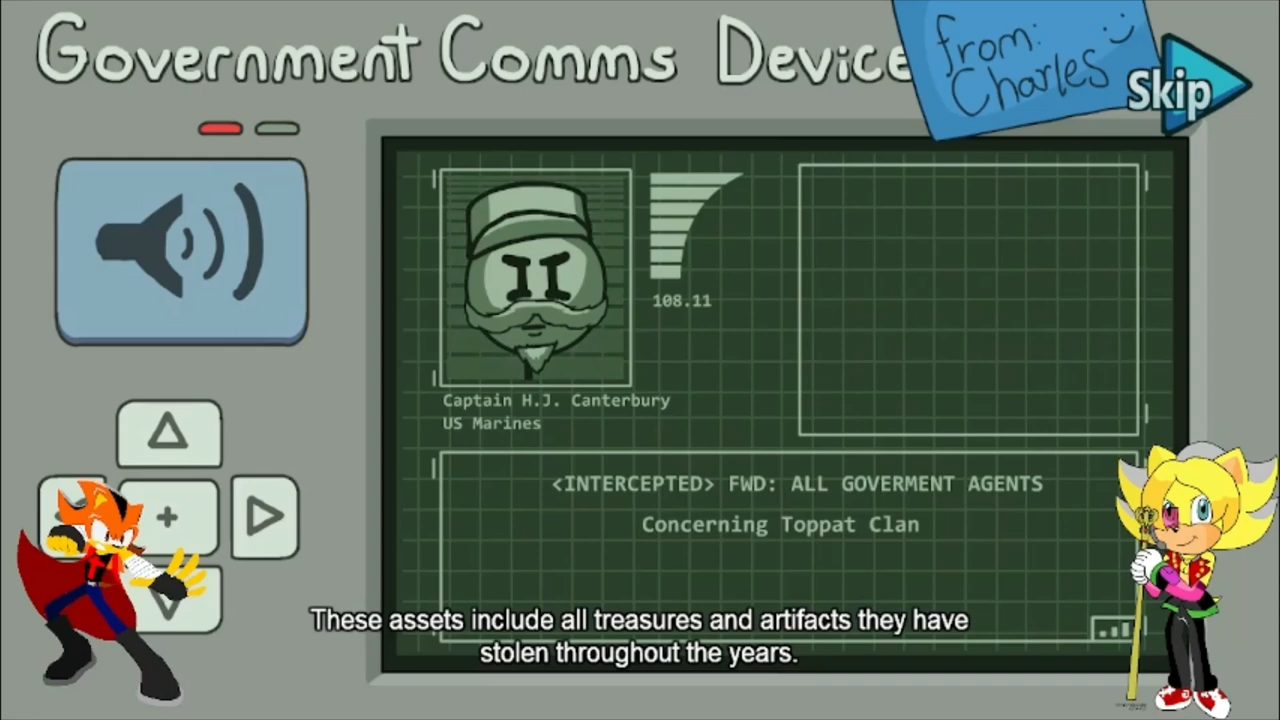 Government Comms Device
from:
Charles :)
Skip
108.11
Captain H.J. Canterbury
US Marines
<INTERCEPTED> FWD: ALL GOVERMENT AGENTS
Concerning Toppat Clan
These assets include all treasures and artifacts they have
stolen throughout the years.